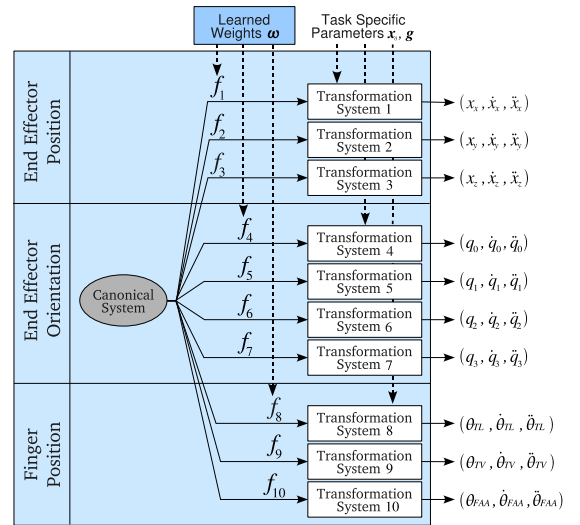 Learned
Weights ω
Task Specific
Parameters x₀, g
End Effector
Position
f₁
f₂
f₃
Transformation
System 1
Transformation
System 2
Transformation
System 3
(xₓ, ẋₓ, ẍₓ)
(x_y, ẋ_y, ẍ_y)
(x_z, ẋ_z, ẍ_z)
End Effector
Orientation
Canonical
System
f₄
f₅
f₆
f₇
Transformation
System 4
Transformation
System 5
Transformation
System 6
Transformation
System 7
(q₀, q̇₀, q̈₀)
(q₁, q̇₁, q̈₁)
(q₂, q̇₂, q̈₂)
(q₃, q̇₃, q̈₃)
Finger
Position
f₈
f₉
f₁₀
Transformation
System 8
Transformation
System 9
Transformation
System 10
(θ_TL, θ̇_TL, θ̈_TL)
(θ_TV, θ̇_TV, θ̈_TV)
(θ_FAA, θ̇_FAA, θ̈_FAA)